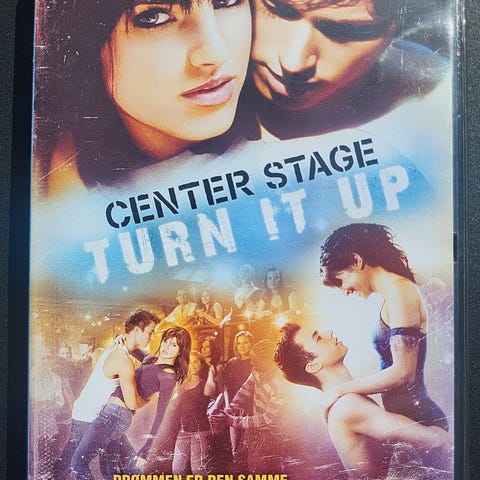 CENTER STAGE
TURN IT UP
DRØMMEN ER DEN SAMME